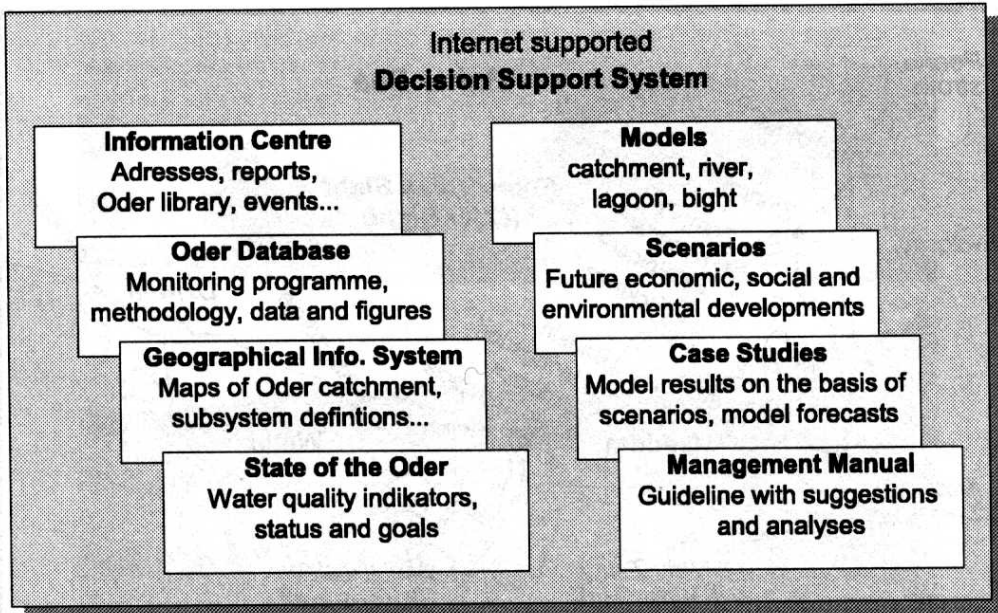 Internet supported
Decision Support System
Information Centre
Adresses, reports,
Oder library, events...
Oder Database
Monitoring programme,
methodology, data and figures
Geographical Info. System
Maps of Oder catchment,
subsystem defintions...
State of the Oder
Water quality indikators,
status and goals
Models
catchment, river,
lagoon, bight
Scenarios
Future economic, social and
environmental developments
Case Studies
Model results on the basis of
scenarios, model forecasts
Management Manual
Guideline with suggestions
and analyses